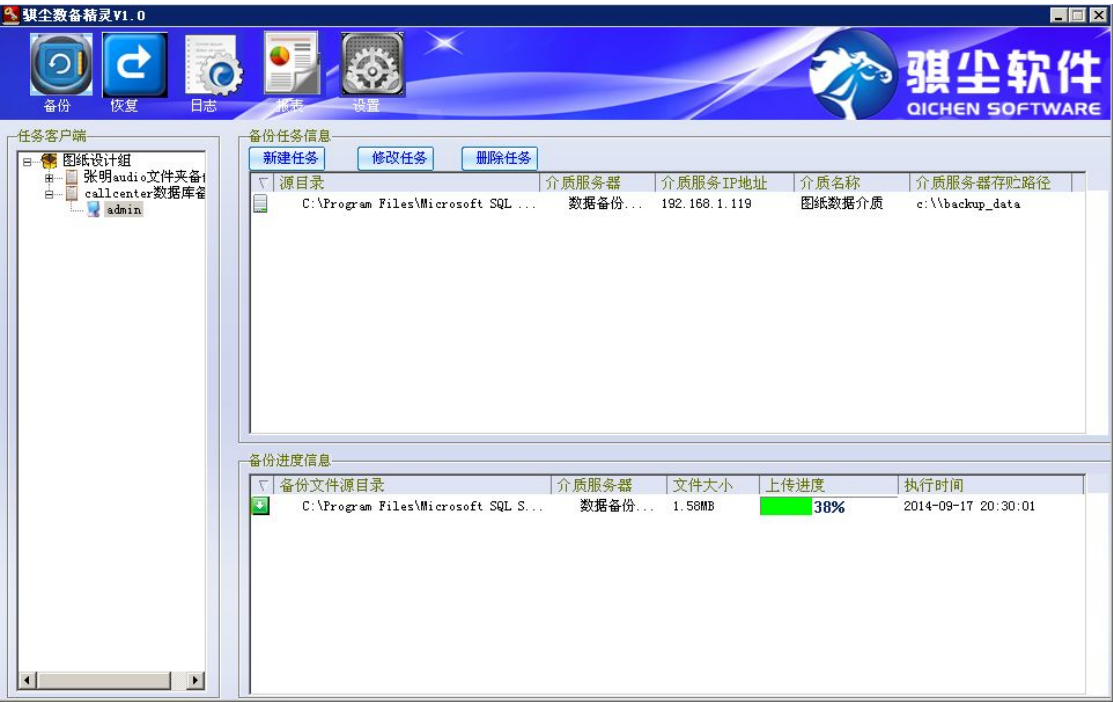 骐尘数备精灵V1.0
备份 恢复 日志 报表 设置
骐尘软件
QICHEN SOFTWARE
任务客户端
图纸设计组
张明audio文件夹备
callcenter数据库备
admin
备份任务信息
新建任务 修改任务 删除任务
源目录 介质服务器 介质服务IP地址 介质名称 介质服务器存贮路径
C:\Program Files\Microsoft SQL ... 数据备份... 192.168.1.119 图纸数据介质 c:\\backup_data
备份进度信息
备份文件源目录 介质服务器 文件大小 上传进度 执行时间
C:\Program Files\Microsoft SQL S... 数据备份... 1.58MB 38% 2014-09-17 20:30:01